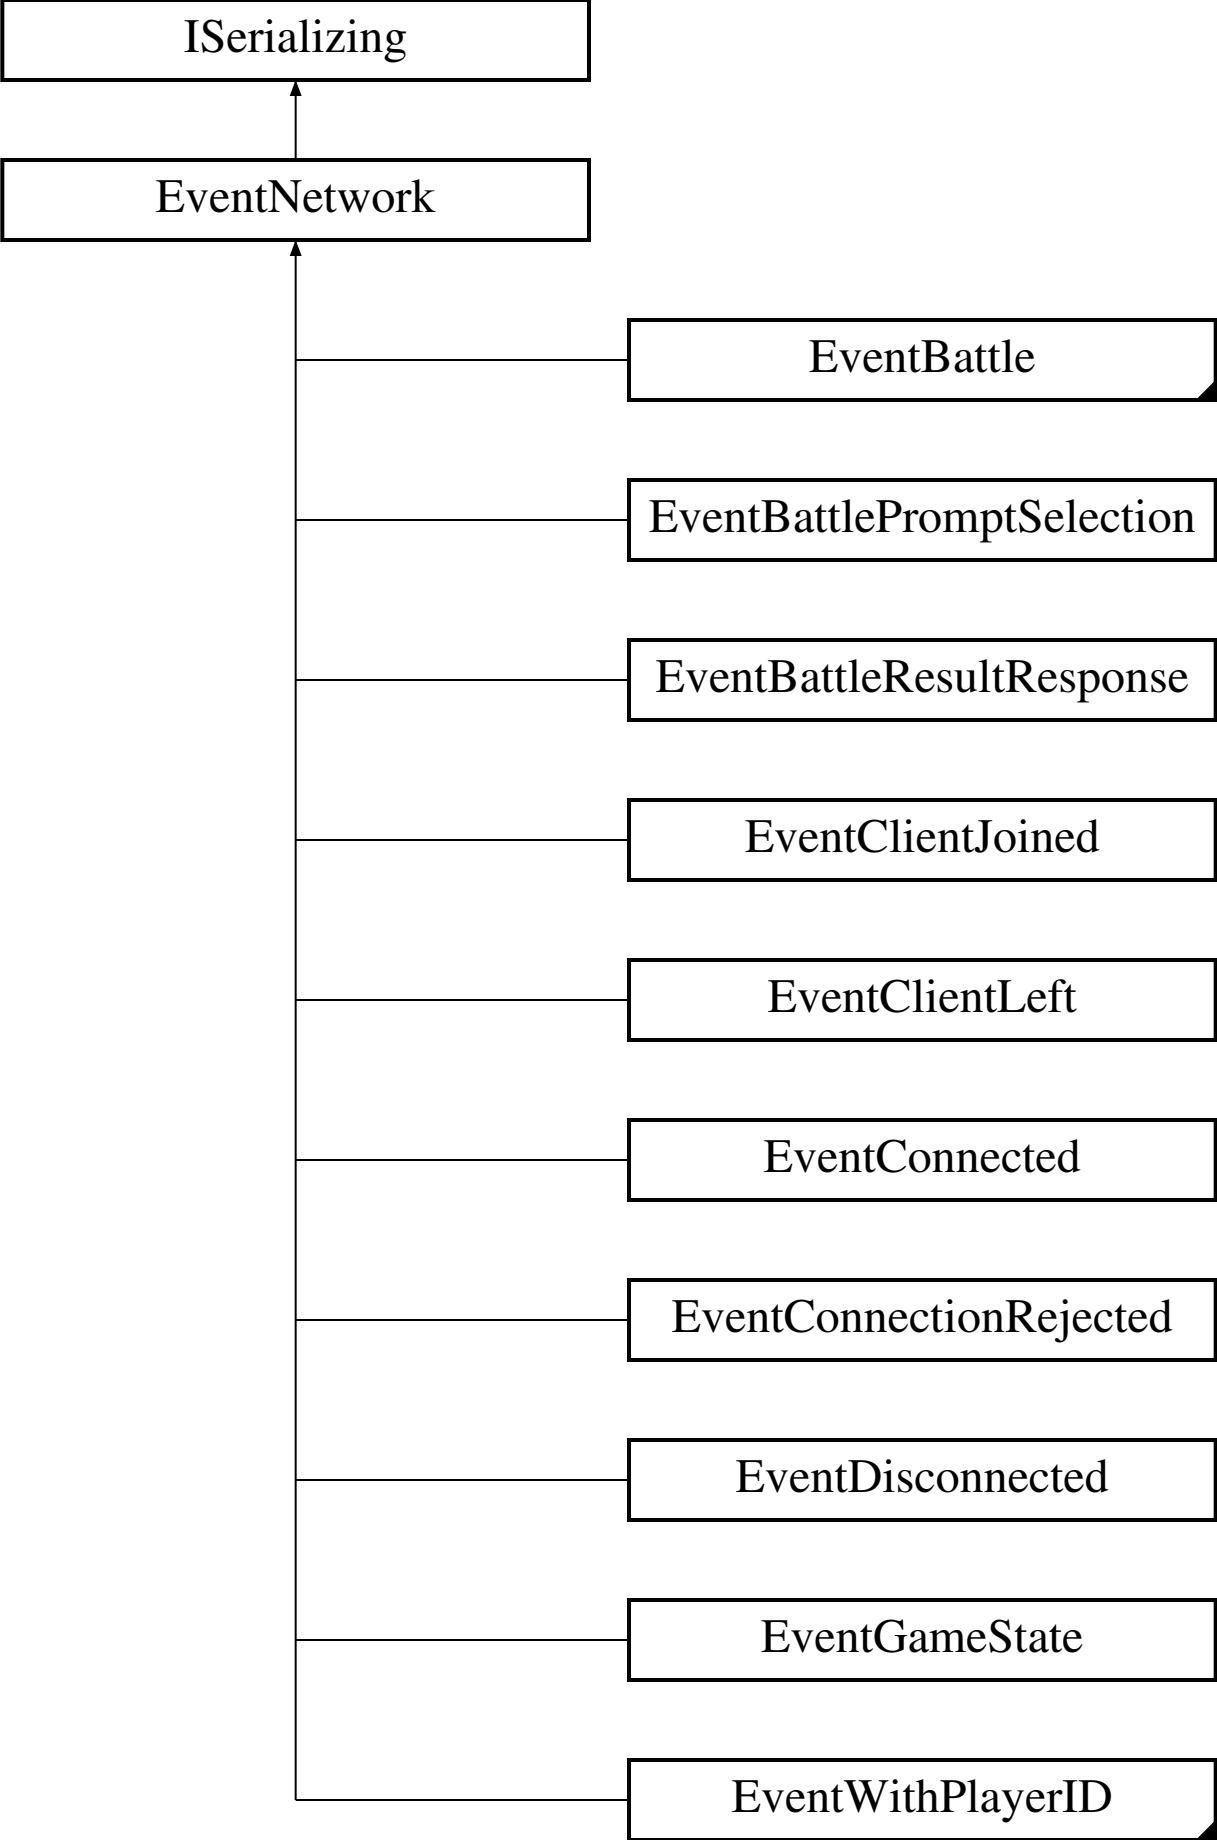 ISerializing
EventNetwork
EventBattle
EventBattlePromptSelection
EventBattleResultResponse
EventClientJoined
EventClientLeft
EventConnected
EventConnectionRejected
EventDisconnected
EventGameState
EventWithPlayerID